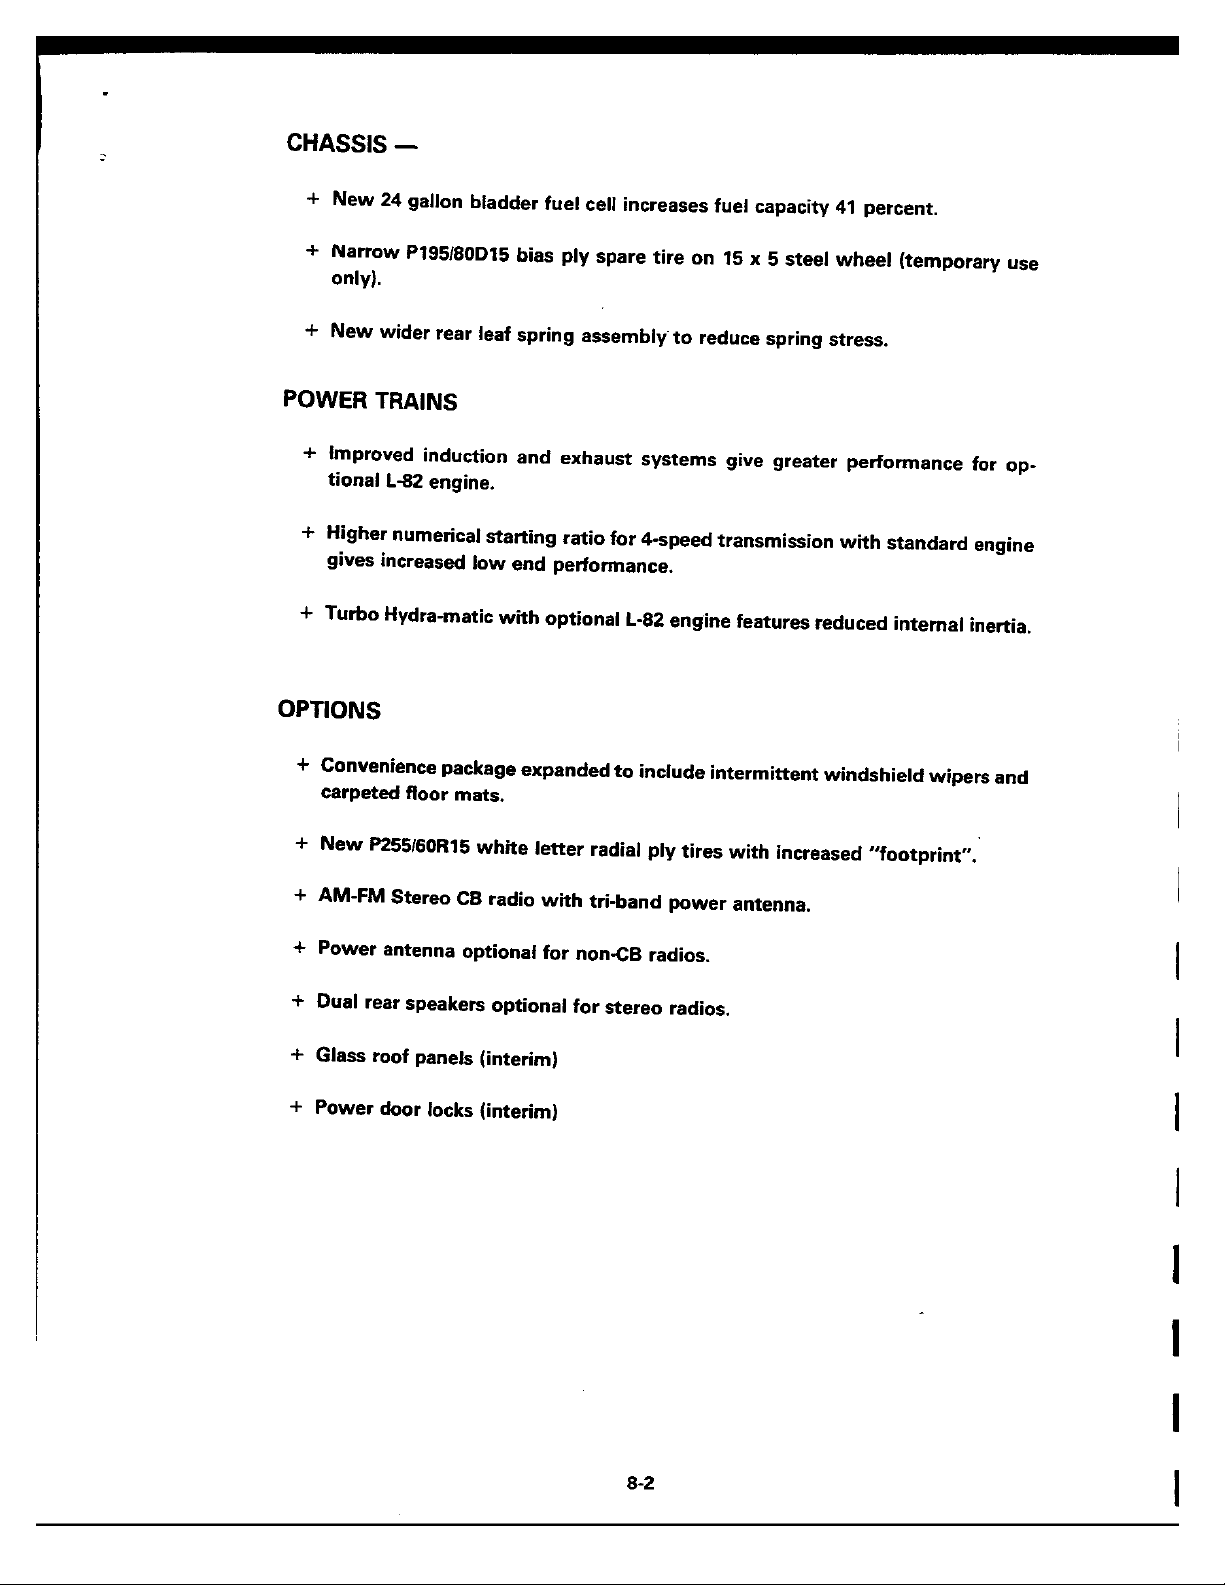 CHASSIS —
+ New 24 gallon bladder fuel cell increases fuel capacity 41 percent.
+ Narrow P195/80D15 bias ply spare tire on 15 x 5 steel wheel (temporary use
only).
+ New wider rear leaf spring assembly to reduce spring stress.
POWER TRAINS
+ Improved induction and exhaust systems give greater performance for op-
tional L-82 engine.
+ Higher numerical starting ratio for 4-speed transmission with standard engine
gives increased low end performance.
+ Turbo Hydra-matic with optional L-82 engine features reduced internal inertia.
OPTIONS
+ Convenience package expanded to include intermittent windshield wipers and
carpeted floor mats.
+ New P255/60R15 white letter radial ply tires with increased "footprint".
+ AM-FM Stereo CB radio with tri-band power antenna.
+ Power antenna optional for non-CB radios.
+ Dual rear speakers optional for stereo radios.
+ Glass roof panels (interim)
+ Power door locks (interim)
8-2